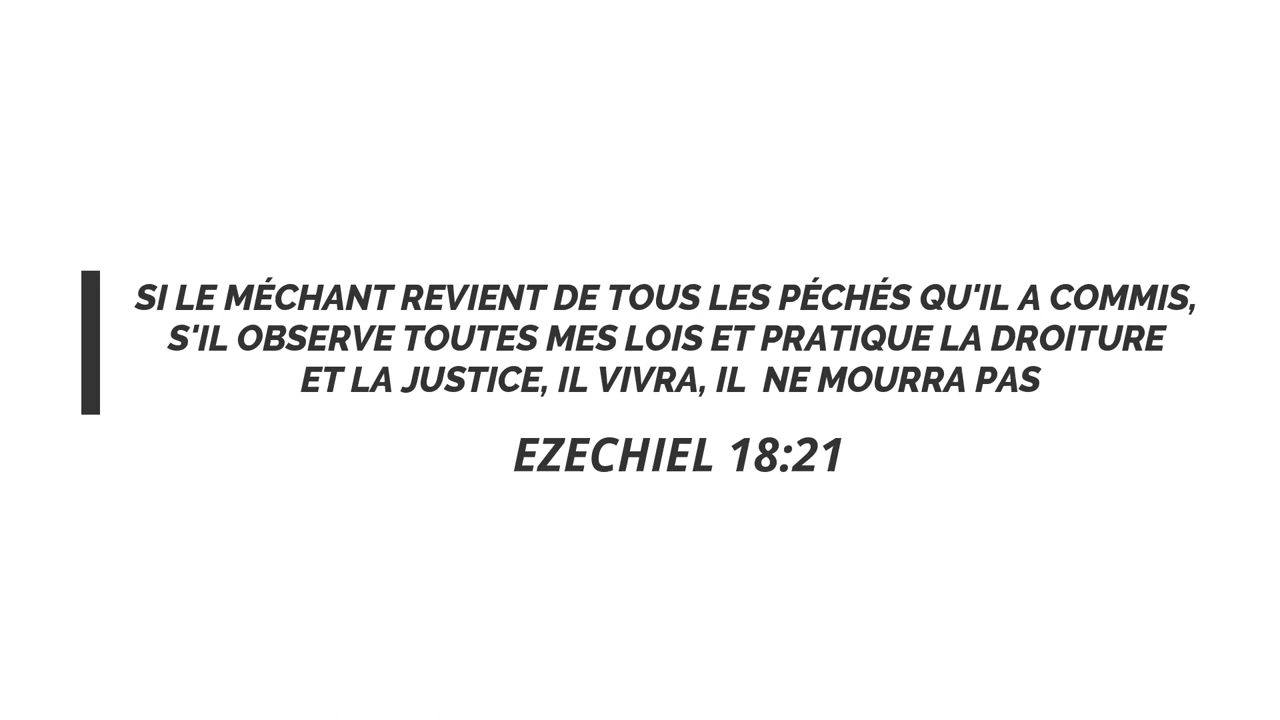 SI LE MÉCHANT REVIENT DE TOUS LES PÉCHÉS QU'IL A COMMIS,
S'IL OBSERVE TOUTES MES LOIS ET PRATIQUE LA DROITURE
ET LA JUSTICE, IL VIVRA, IL  NE MOURRA PAS
EZECHIEL 18:21